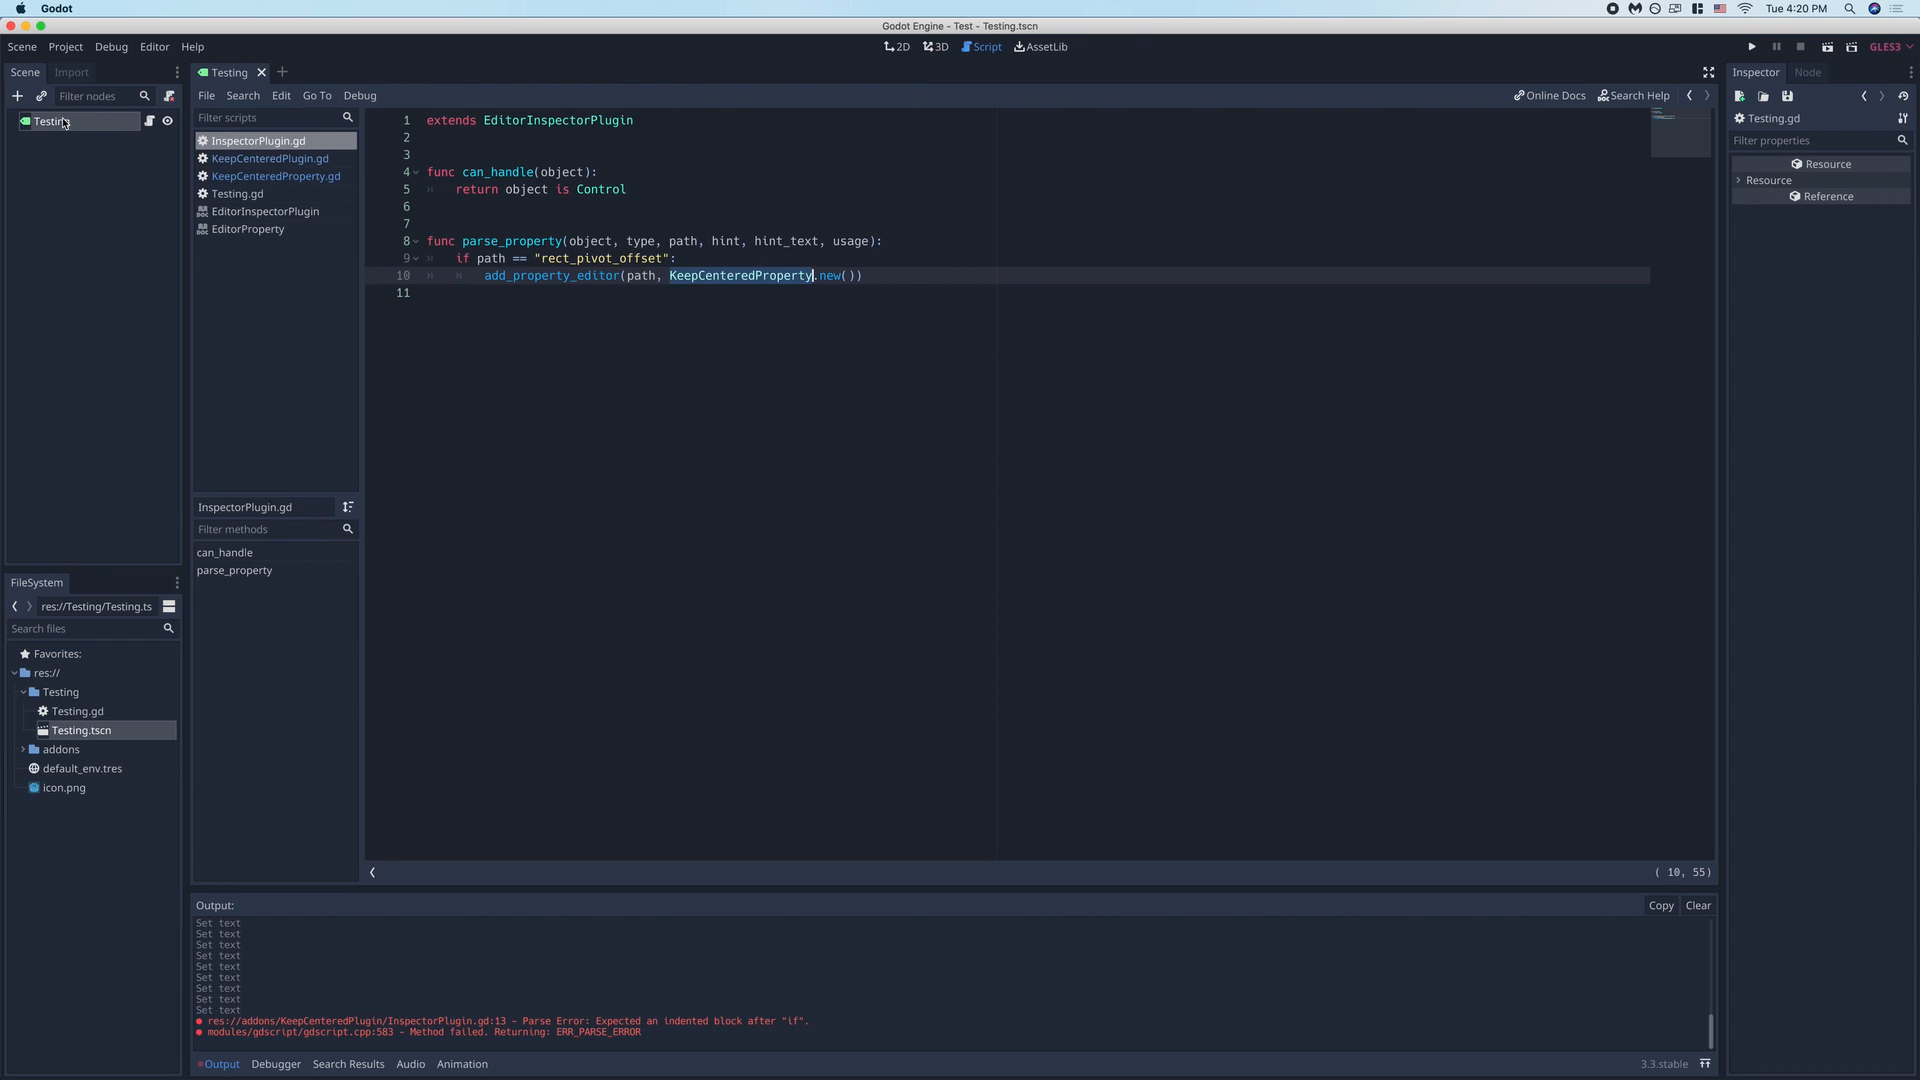 Godot
Tue 4:20 PM
Godot Engine - Test - Testing.tscn
Scene Project Debug Editor Help
2D 3D Script AssetLib
GLES3
Scene Import
Testing
Inspector Node
Filter nodes
File Search Edit Go To Debug
Online Docs Search Help
Testing
Filter scripts
InspectorPlugin.gd
KeepCenteredPlugin.gd
KeepCenteredProperty.gd
Testing.gd
EditorInspectorPlugin
EditorProperty
InspectorPlugin.gd
Filter methods
can_handle
parse_property
1 extends EditorInspectorPlugin
2
3
4 func can_handle(object):
5 return object is Control
6
7
8 func parse_property(object, type, path, hint, hint_text, usage):
9 if path == "rect_pivot_offset":
10 add_property_editor(path, KeepCenteredProperty.new())
11
( 10, 55)
Testing.gd
Filter properties
Resource
Resource
Reference
FileSystem
res://Testing/Testing.ts
Search files
Favorites:
res://
Testing
Testing.gd
Testing.tscn
addons
default_env.tres
icon.png
Output:
Copy Clear
Set text
Set text
Set text
Set text
Set text
Set text
Set text
Set text
Set text
res://addons/KeepCenteredPlugin/InspectorPlugin.gd:13 - Parse Error: Expected an indented block after "if".
modules/gdscript/gdscript.cpp:583 - Method failed. Returning: ERR_PARSE_ERROR
Output Debugger Search Results Audio Animation
3.3.stable